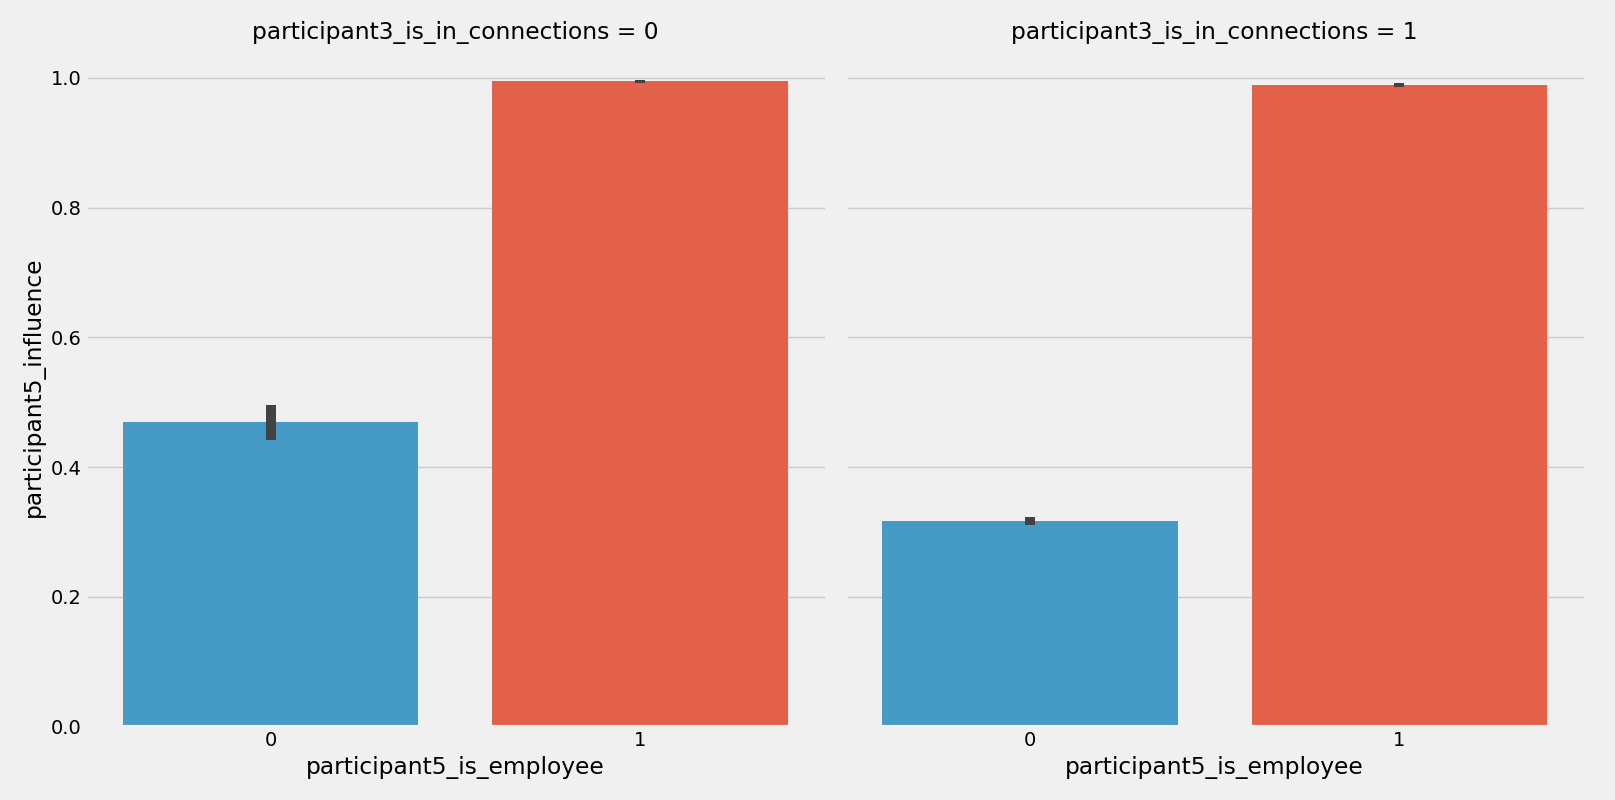 participant3_is_in_connections = 0
participant3_is_in_connections = 1
participant5_influence
1.0
0.8
0.6
0.4
0.2
0.0
0 1
0 1
participant5_is_employee
participant5_is_employee